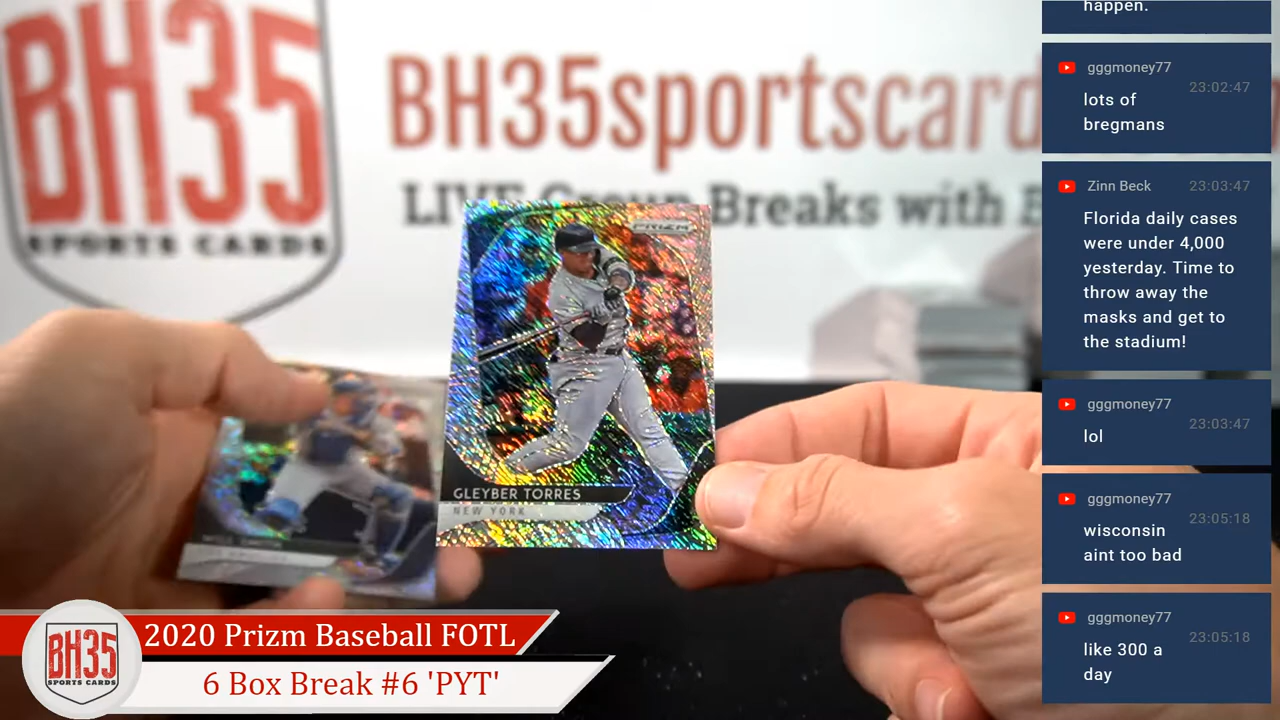 BH35
SPORTS CARDS
BH35sportscard
LIVE Group Breaks with B
PRIZM
GLEYBER TORRES
NEW YORK
BH35
SPORTS CARDS
2020 Prizm Baseball FOTL
6 Box Break #6 'PYT'
happen.
gggmoney77
23:02:47
lots of
bregmans
Zinn Beck
23:03:47
Florida daily cases
were under 4,000
yesterday. Time to
throw away the
masks and get to
the stadium!
gggmoney77
23:03:47
lol
gggmoney77
23:05:18
wisconsin
aint too bad
gggmoney77
23:05:18
like 300 a
day